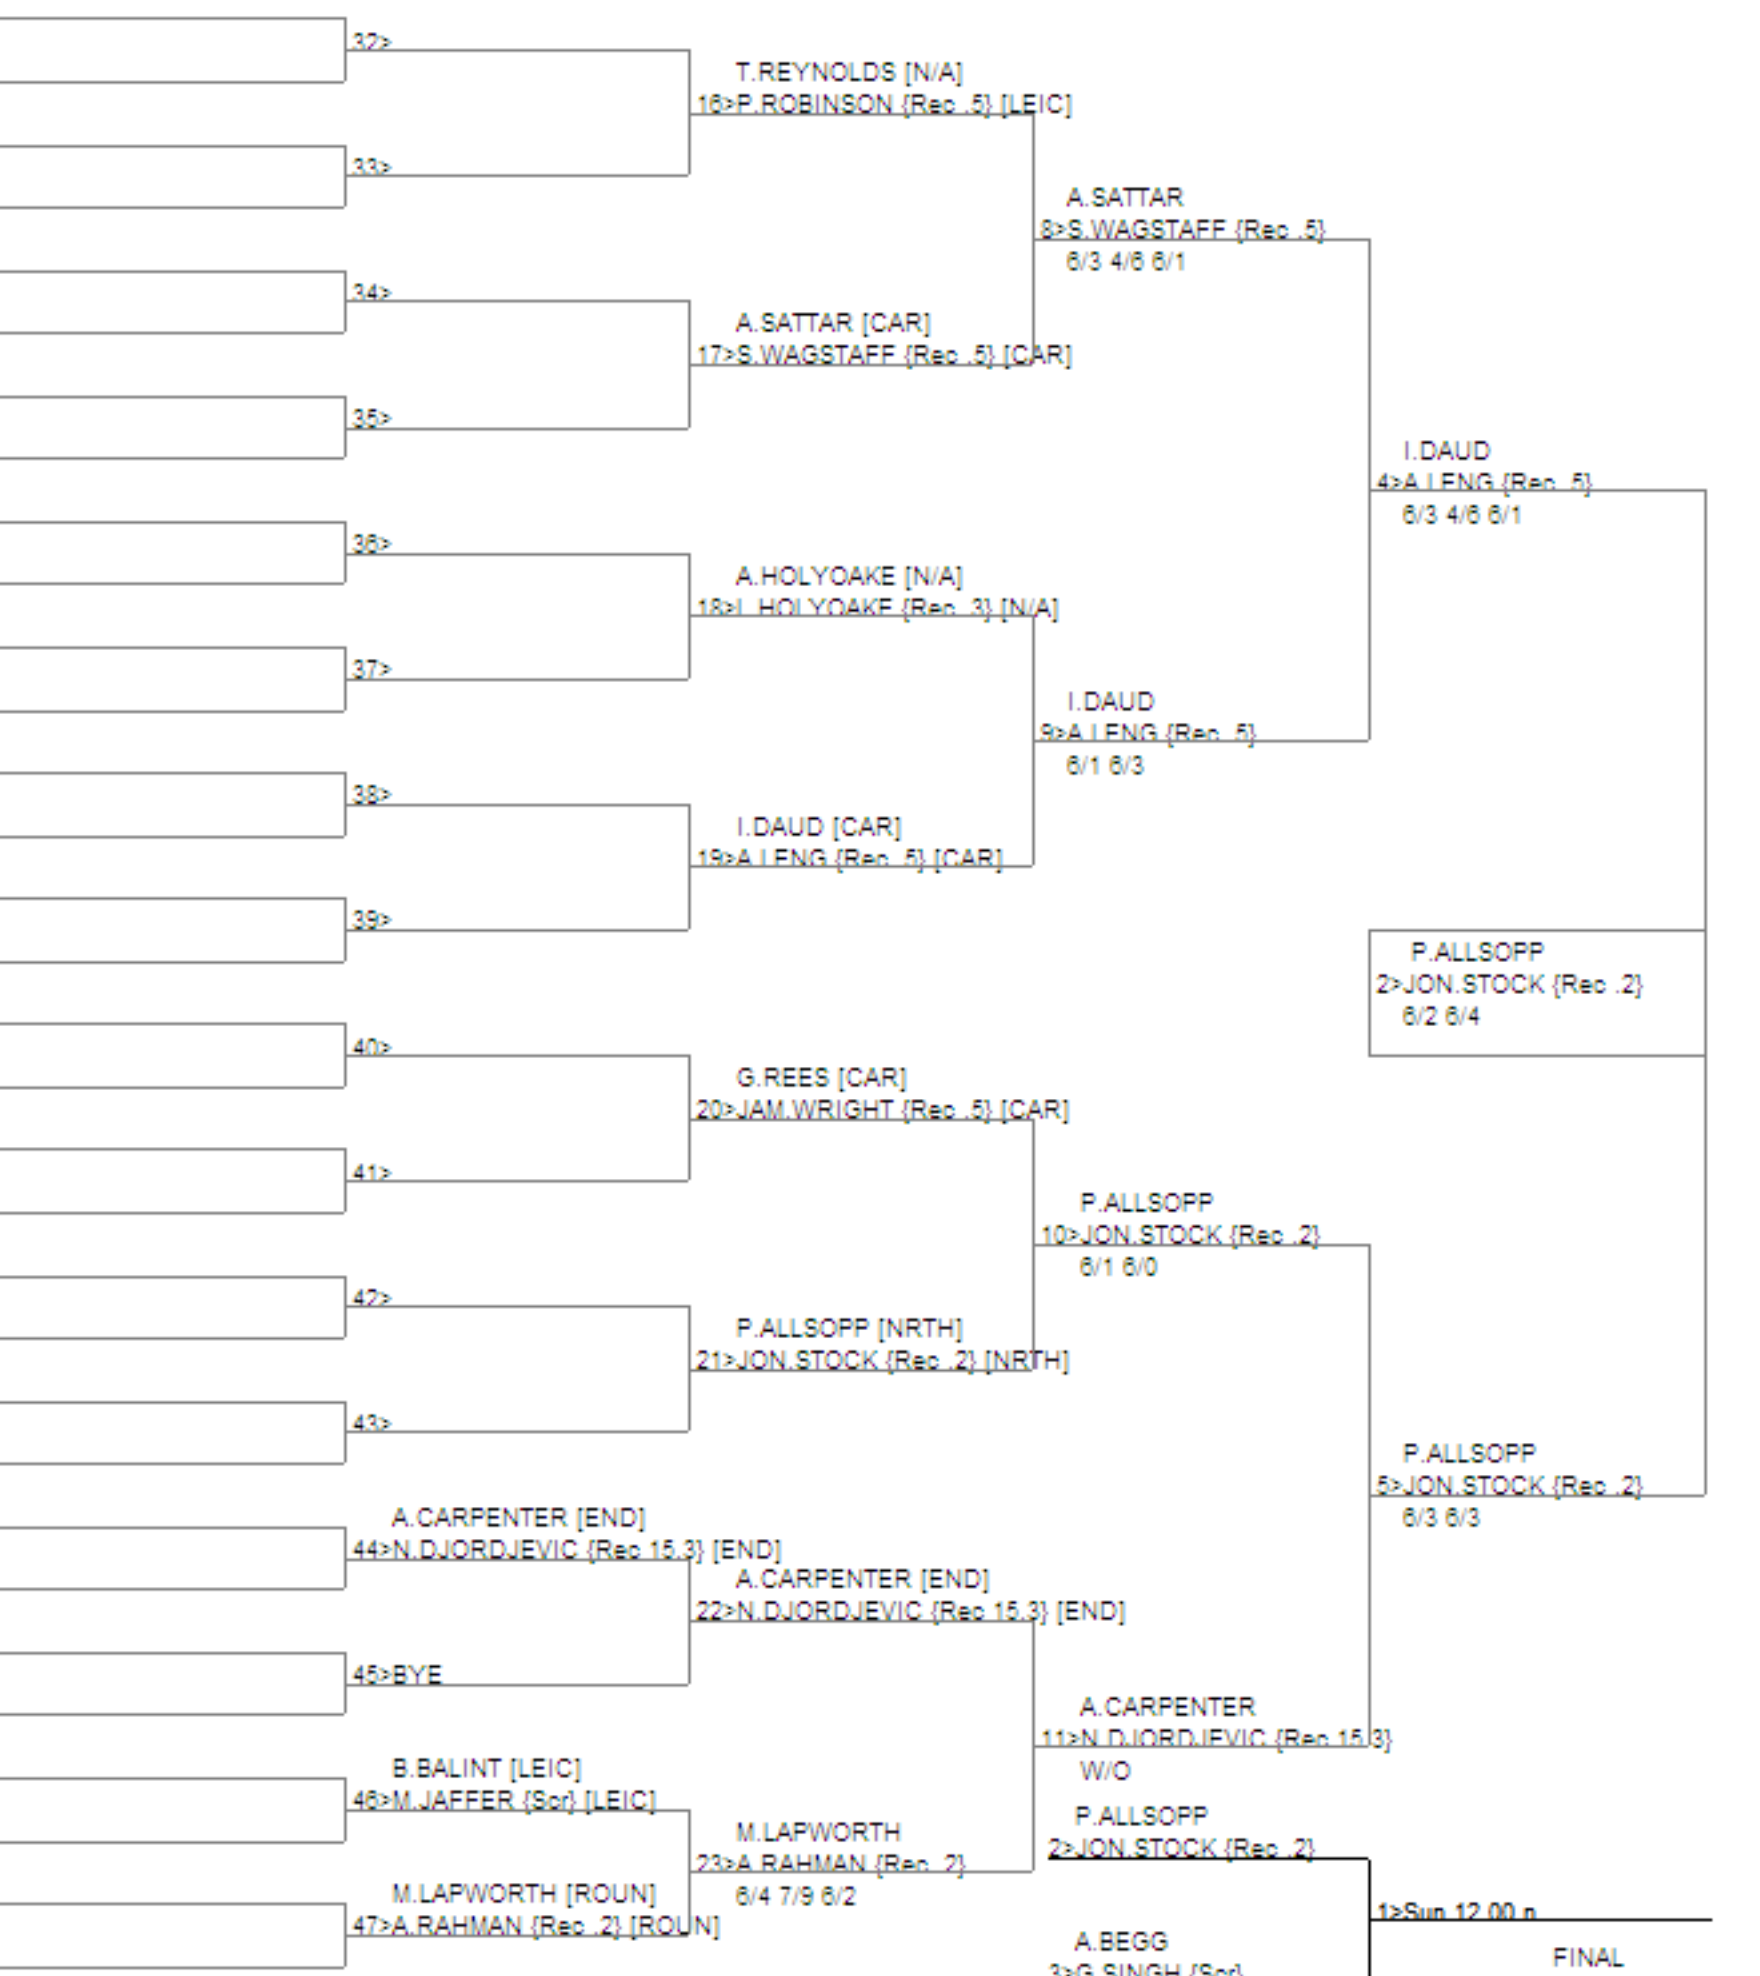 32>
T.REYNOLDS [N/A]
16>P.ROBINSON {Rec .5} [LEIC]
33>
A.SATTAR
8>S.WAGSTAFF {Rec .5}
6/3 4/6 6/1
34>
A.SATTAR [CAR]
17>S.WAGSTAFF {Rec .5} [CAR]
35>
I.DAUD
4>A.LENG {Rec .5}
6/3 4/6 6/1
36>
A.HOLYOAKE [N/A]
18>L.HOLYOAKE {Rec .3} [N/A]
37>
I.DAUD
9>A.LENG {Rec .5}
6/1 6/3
38>
I.DAUD [CAR]
19>A.LENG {Rec .5} [CAR]
39>
P.ALLSOPP
2>JON.STOCK {Rec .2}
6/2 6/4
40>
G.REES [CAR]
20>JAM.WRIGHT {Rec .5} [CAR]
41>
P.ALLSOPP
10>JON.STOCK {Rec .2}
6/1 6/0
42>
P.ALLSOPP [NRTH]
21>JON.STOCK {Rec .2} [NRTH]
43>
P.ALLSOPP
5>JON.STOCK {Rec .2}
6/3 6/3
A.CARPENTER [END]
44>N.DJORDJEVIC {Rec 15.3} [END]
A.CARPENTER [END]
22>N.DJORDJEVIC {Rec 15.3} [END]
45>BYE
A.CARPENTER
11>N.DJORDJEVIC {Rec 15.3}
W/O
B.BALINT [LEIC]
46>M.JAFFER {Scr} [LEIC]
P.ALLSOPP
2>JON.STOCK {Rec .2}
M.LAPWORTH
23>A.RAHMAN {Rec .2}
6/4 7/9 6/2
M.LAPWORTH [ROUN]
47>A.RAHMAN {Rec .2} [ROUN]
1>Sun 12.00 n
A.BEGG
3>G.SINGH {Scr}
FINAL